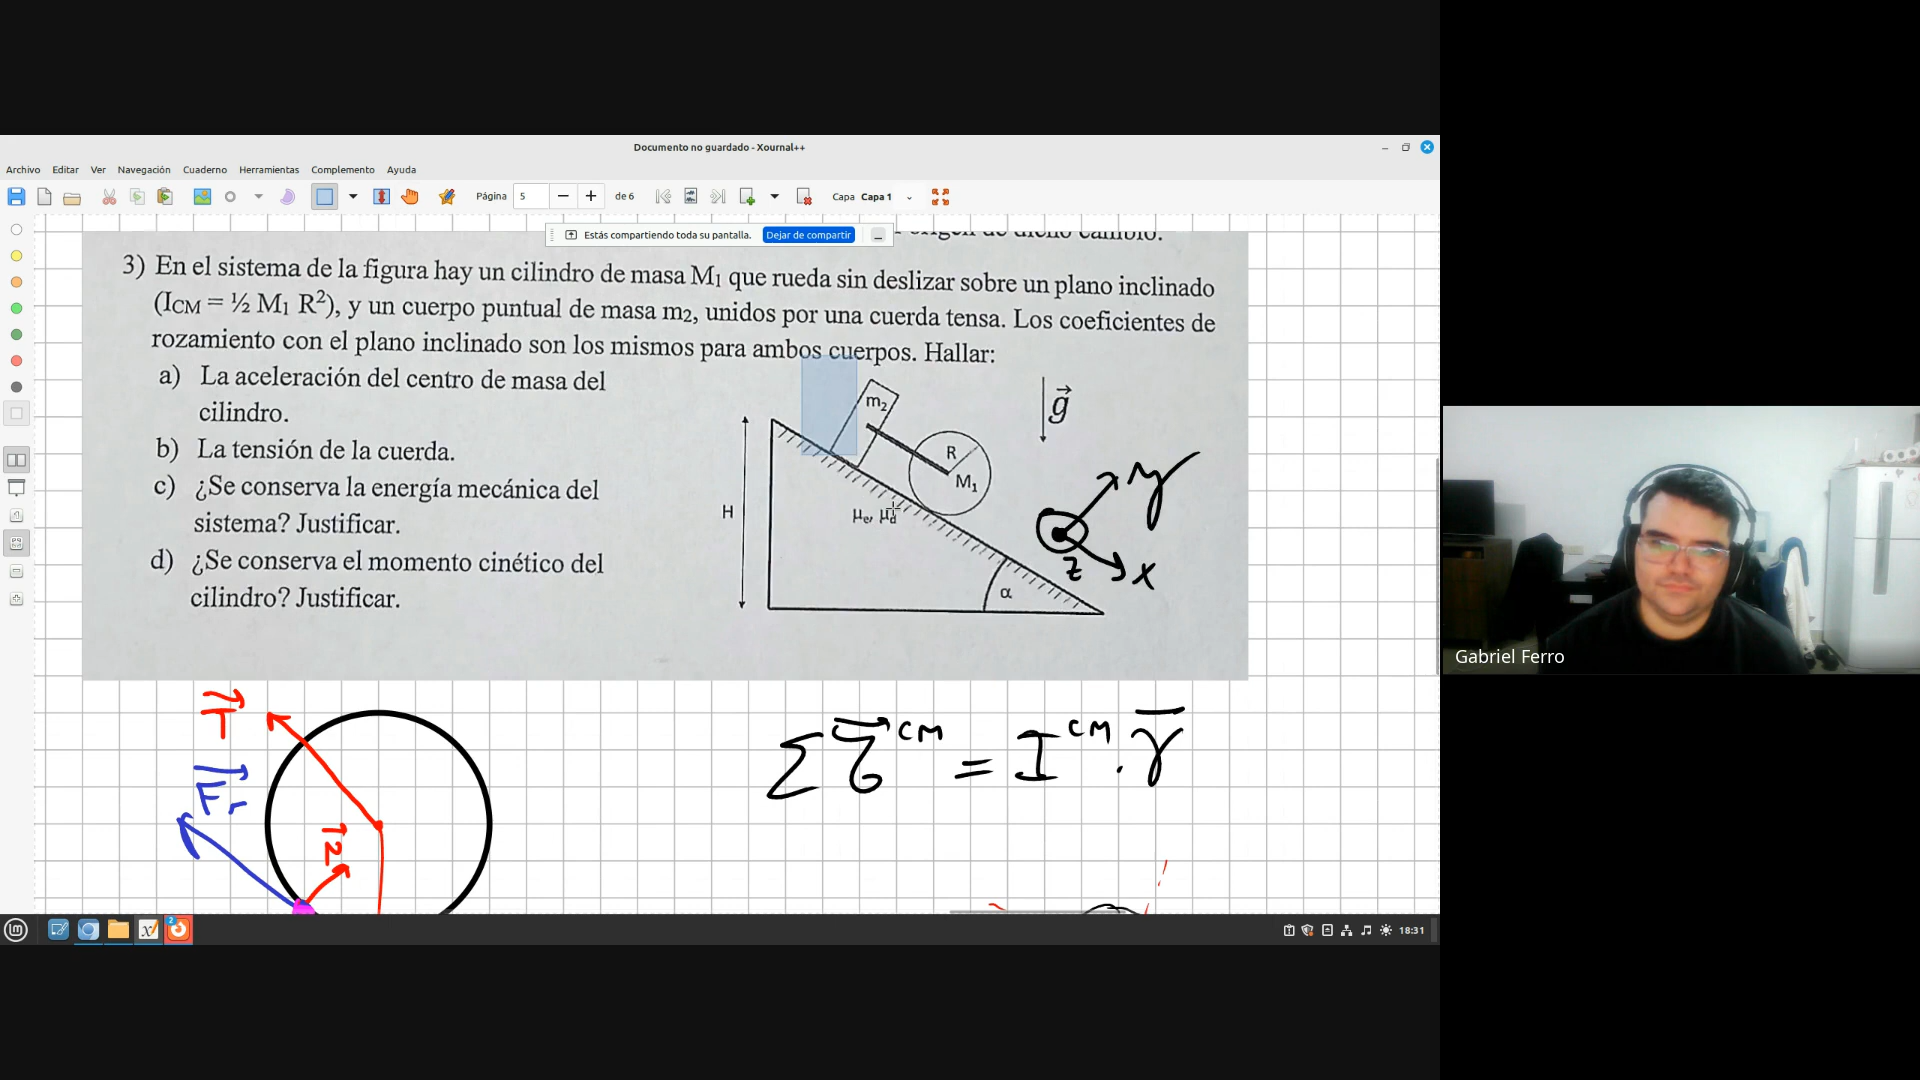 Documento no guardado - Xournal++
Archivo Editar Ver Navegación Cuaderno Herramientas Complemento Ayuda
Página 5 de 6 Capa Capa 1
Estás compartiendo toda su pantalla. Dejar de compartir
origen de dicho cambio.
3) En el sistema de la figura hay un cilindro de masa M1 que rueda sin deslizar sobre un plano inclinado
(ICM = ½ M1 R²), y un cuerpo puntual de masa m2, unidos por una cuerda tensa. Los coeficientes de
rozamiento con el plano inclinado son los mismos para ambos cuerpos. Hallar:
a) La aceleración del centro de masa del
cilindro.
b) La tensión de la cuerda.
c) ¿Se conserva la energía mecánica del
sistema? Justificar.
d) ¿Se conserva el momento cinético del
cilindro? Justificar.
m2
R
M1
g
H
μe, μd
α
y
z x
T
Fr
R
Σ τ CM = I CM . γ
18:31
Gabriel Ferro